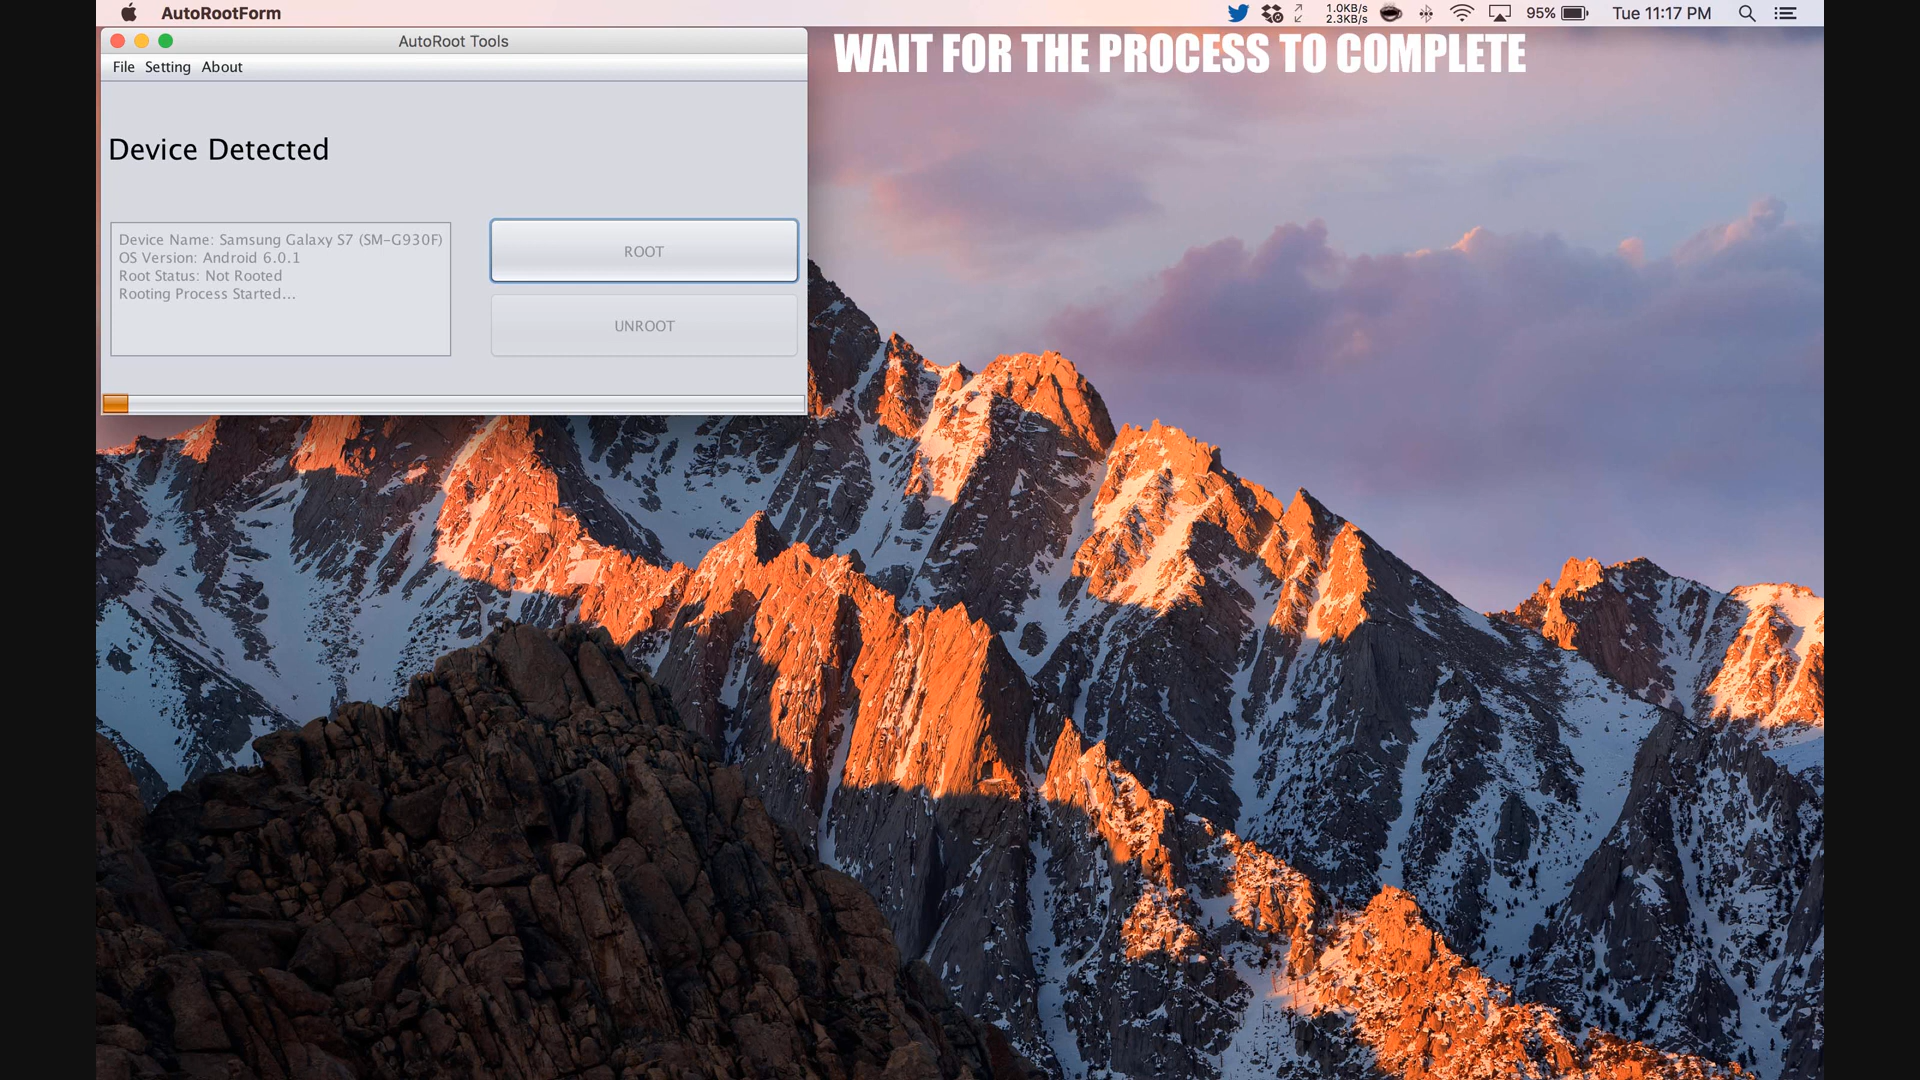 AutoRootForm
1.0KB/s
2.3KB/s
95%
Tue 11:17 PM
AutoRoot Tools
WAIT FOR THE PROCESS TO COMPLETE
File Setting About
Device Detected
Device Name: Samsung Galaxy S7 (SM-G930F)
OS Version: Android 6.0.1
Root Status: Not Rooted
Rooting Process Started...
ROOT
UNROOT